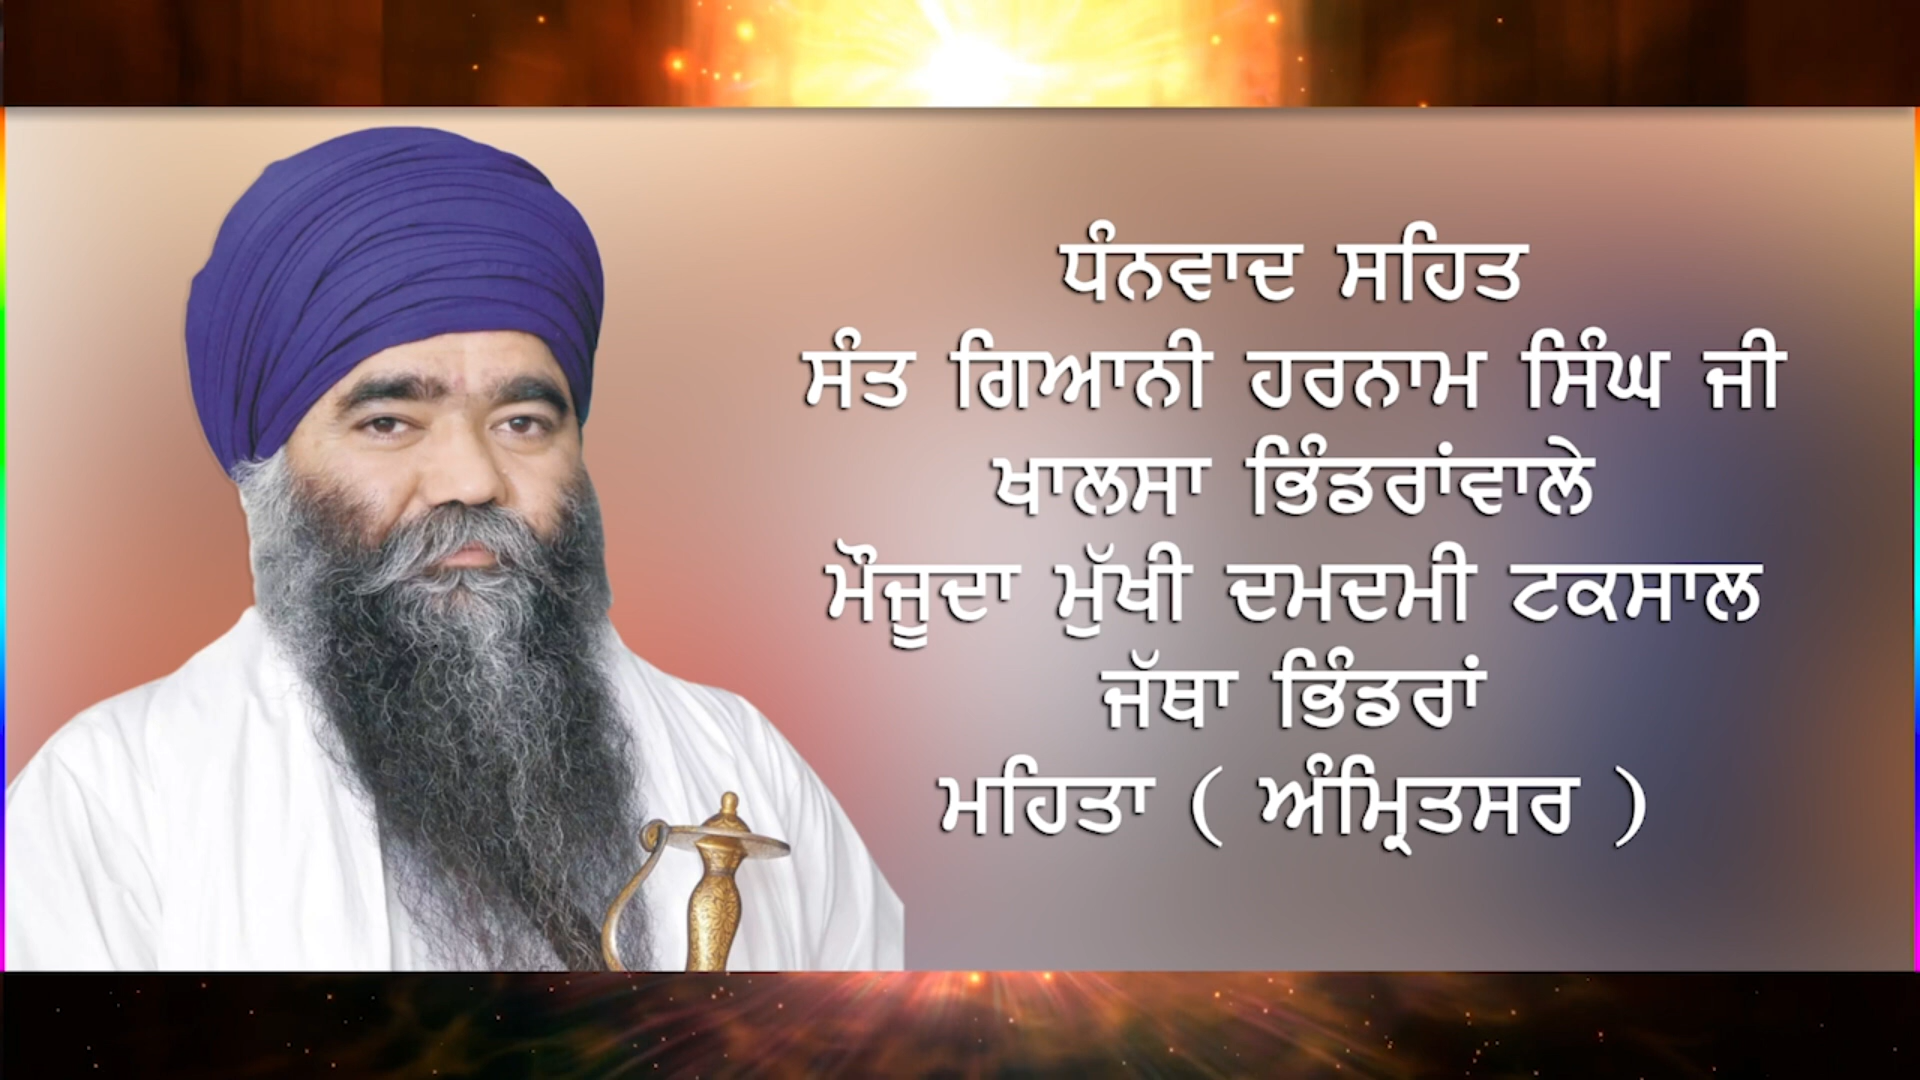 ਧੰਨਵਾਦ ਸਹਿਤ
ਸੰਤ ਗਿਆਨੀ ਹਰਨਾਮ ਸਿੰਘ ਜੀ
ਖਾਲਸਾ ਭਿੰਡਰਾਂਵਾਲੇ
ਮੌਜੂਦਾ ਮੁੱਖੀ ਦਮਦਮੀ ਟਕਸਾਲ
ਜੱਥਾ ਭਿੰਡਰਾਂ
ਮਹਿਤਾ ( ਅੰਮ੍ਰਿਤਸਰ )